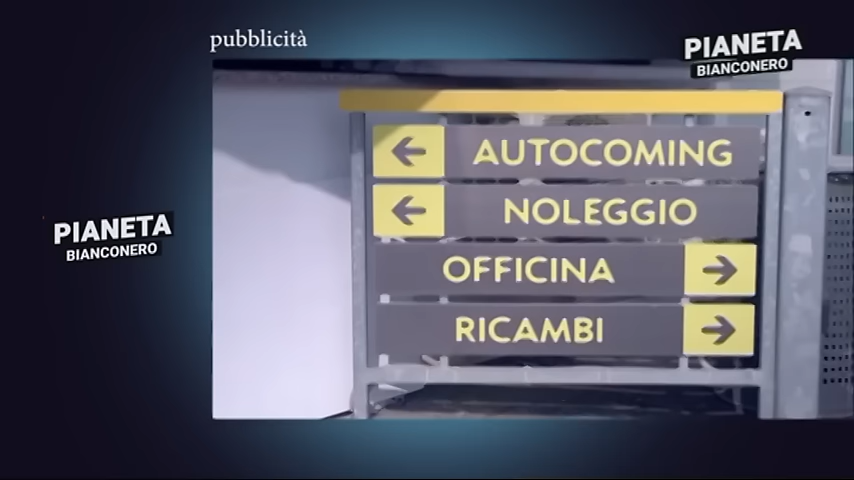 pubblicità
PIANETA
BIANCONERO
AUTOCOMING
NOLEGGIO
PIANETA
BIANCONERO
OFFICINA
RICAMBI